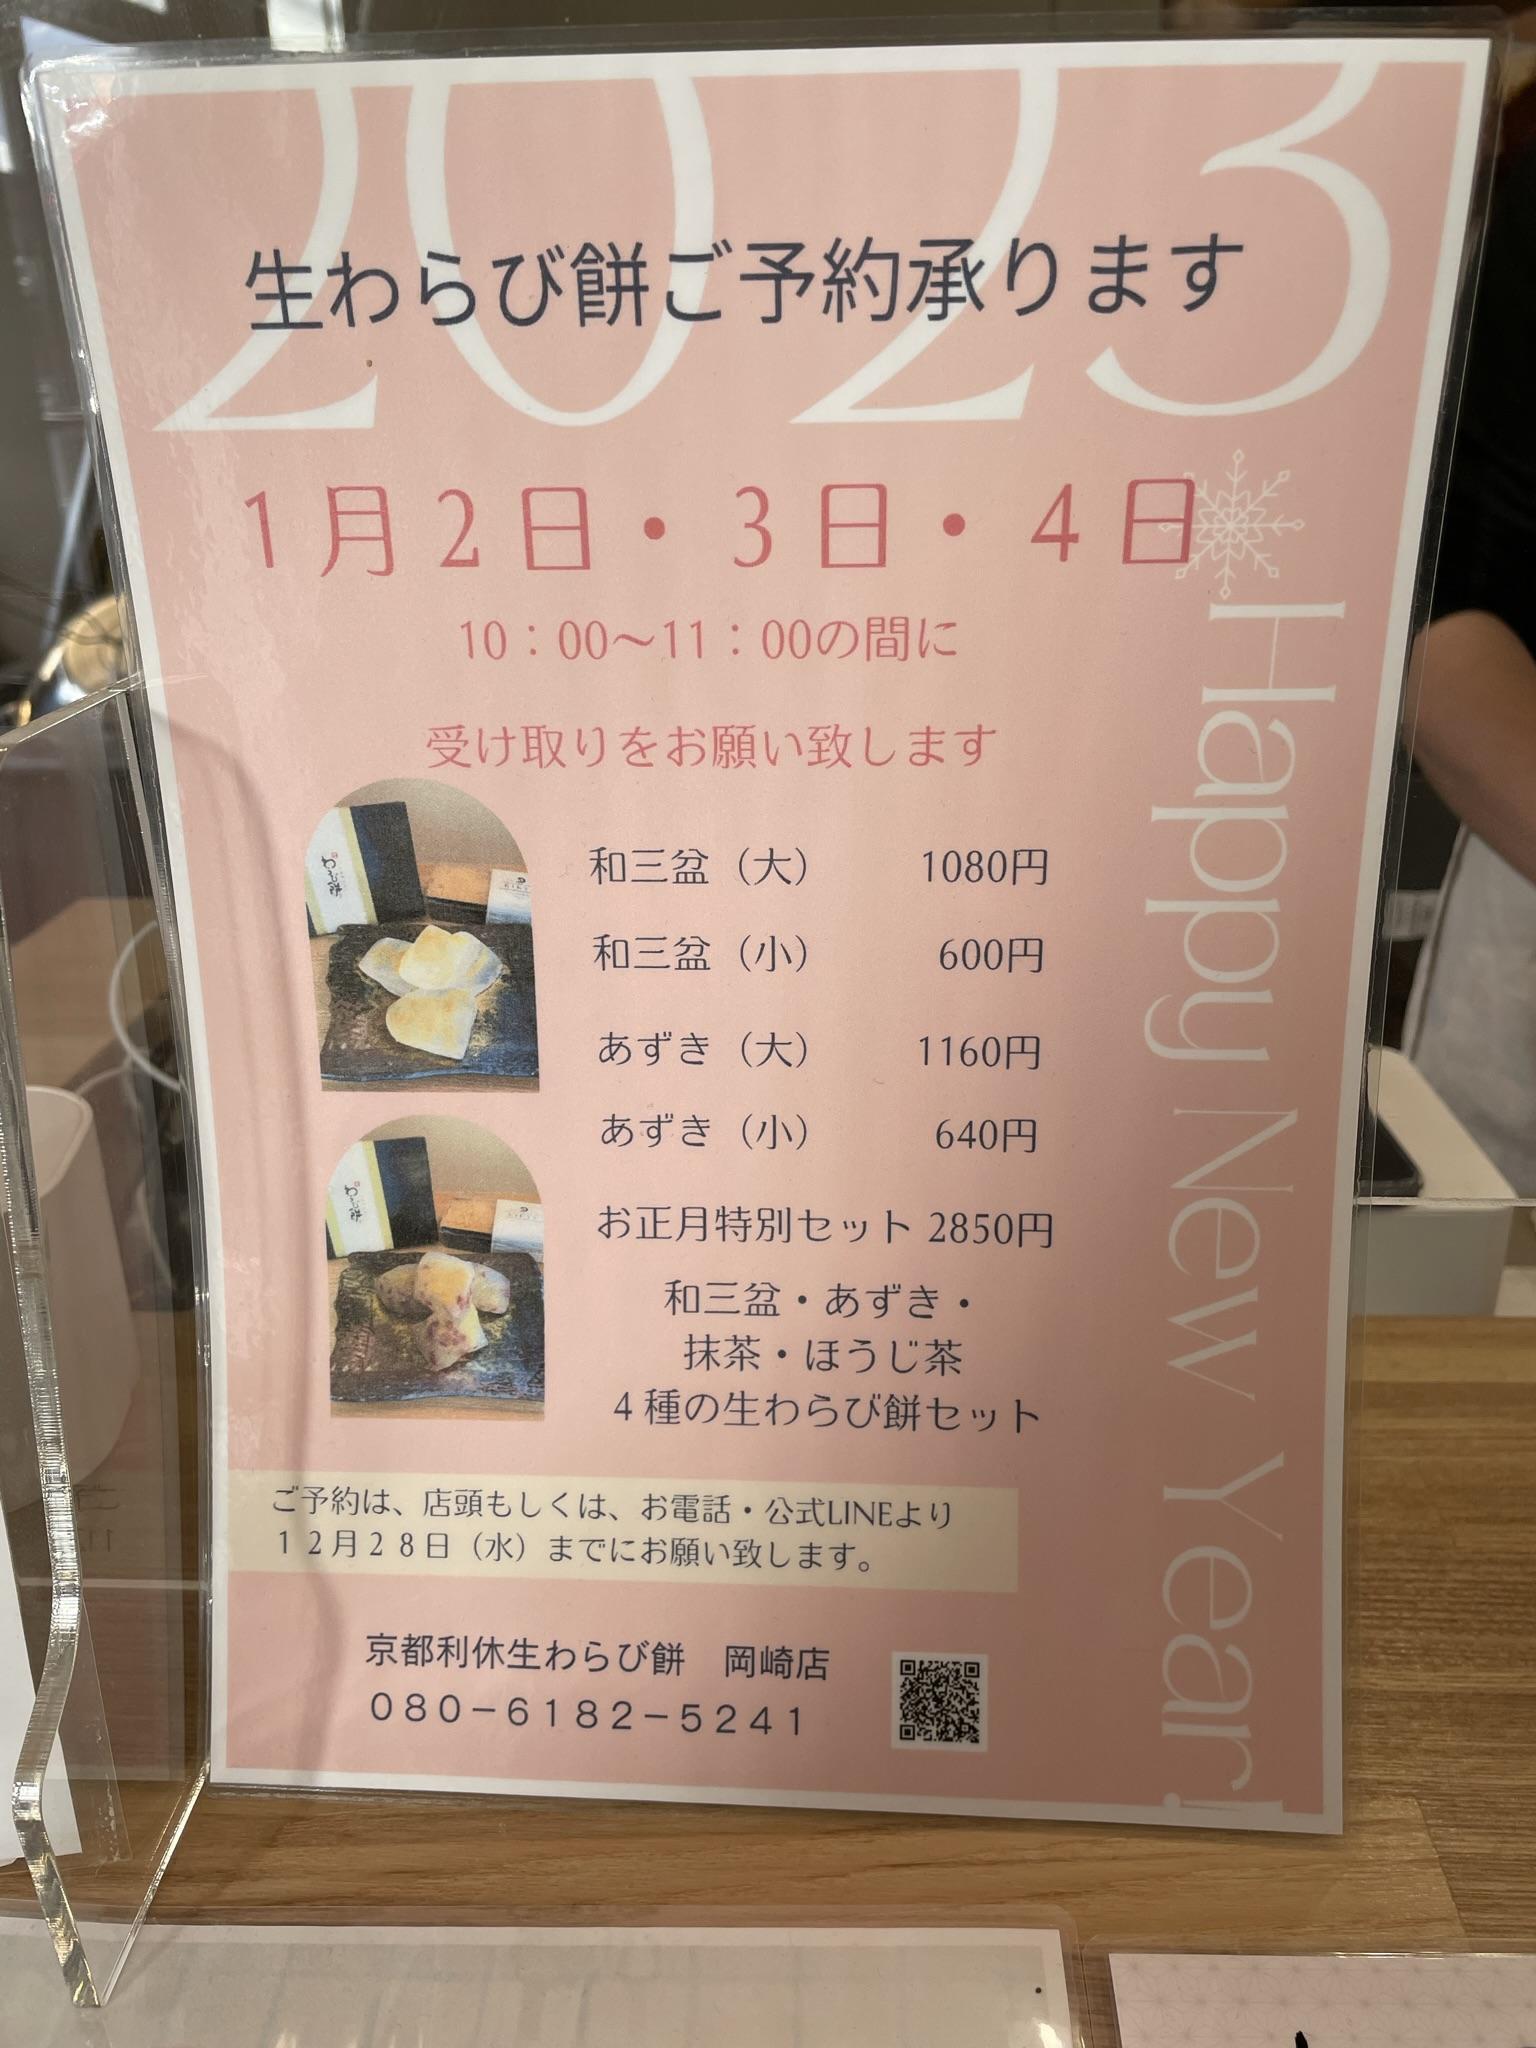 2023
生わらび餅ご予約承ります
1月2日・3日・4日
10：00～11：00の間に
受け取りをお願い致します
Happy New Year!
わらび餅
和三盆（大） 1080円
和三盆（小） 600円
あずき（大） 1160円
あずき（小） 640円
わらび餅
お正月特別セット 2850円
和三盆・あずき・
抹茶・ほうじ茶
4種の生わらび餅セット
ご予約は、店頭もしくは、お電話・公式LINEより
12月28日（水）までにお願い致します。
京都利休生わらび餅 岡崎店
080-6182-5241